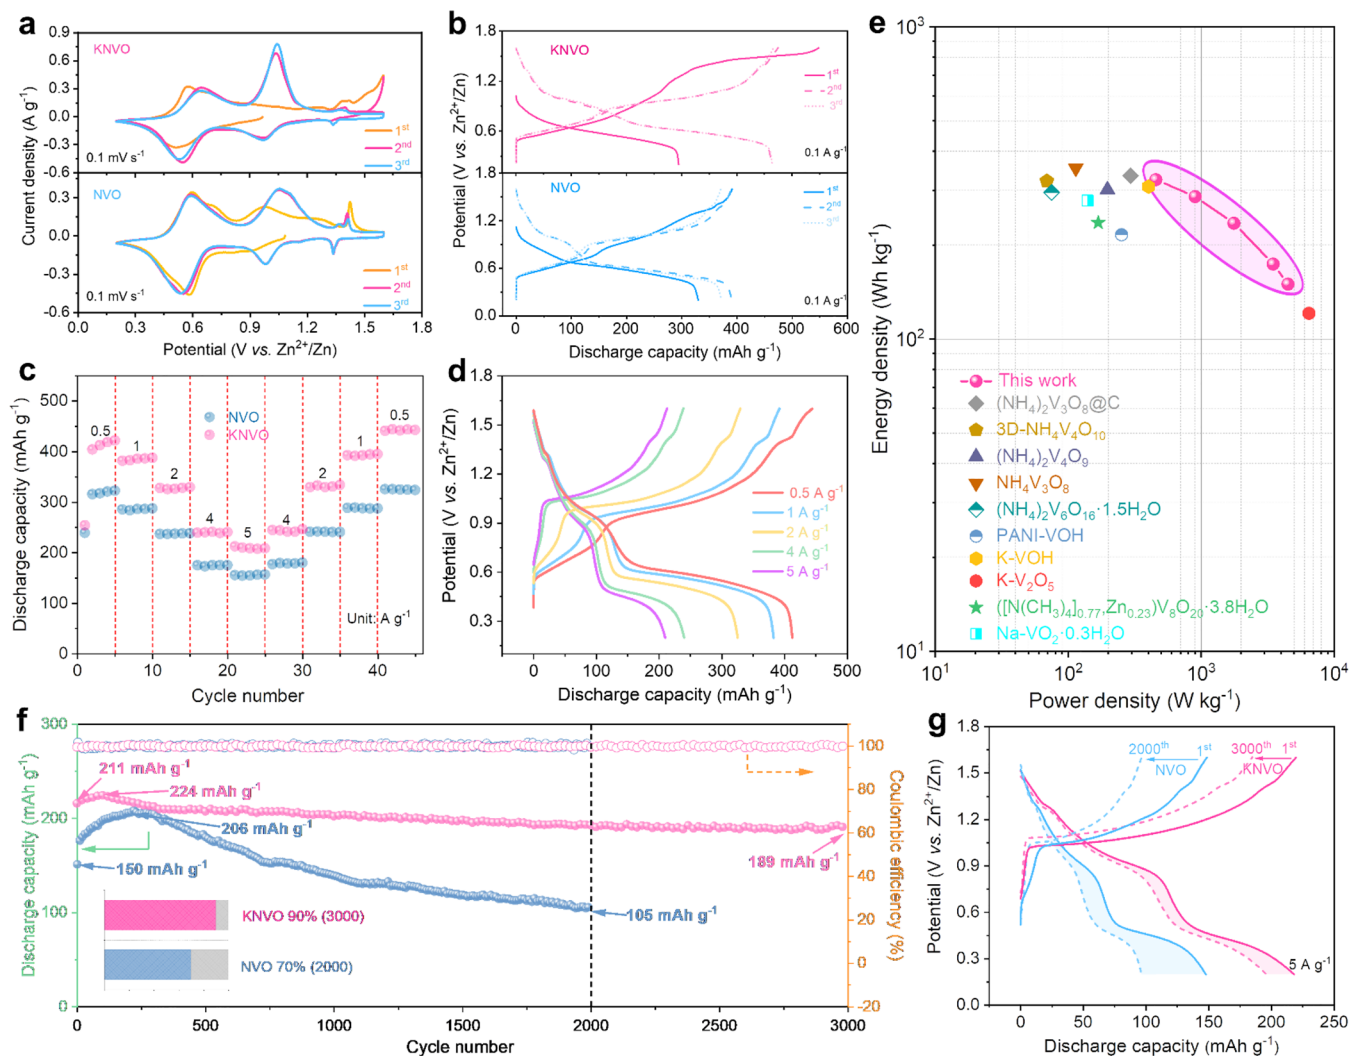 a
KNVO
0.9
0.6
0.3
0.0
-0.3
-0.6
1st
2nd
3rd
0.1 mV s-1
NVO
0.3
0.0
-0.3
-0.6
1st
2nd
3rd
0.1 mV s-1
0.0 0.3 0.6 0.9 1.2 1.5 1.8
Potential (V vs. Zn2+/Zn)
Current density (A g-1)
b
KNVO
1.8
1.2
0.6
1.8
1.2
0.6
0.0
1st
2nd
3rd
0.1 A g-1
NVO
1st
2nd
3rd
0.1 A g-1
0 100 200 300 400 500 600
Discharge capacity (mAh g-1)
Potential (V vs. Zn2+/Zn)
c
500
400
300
200
100
0
0.5
1
2
4
5
4
2
1
0.5
NVO
KNVO
Unit: A g-1
0 10 20 30 40
Cycle number
Discharge capacity (mAh g-1)
d
1.8
1.5
1.2
0.9
0.6
0.3
0.5 A g-1
1 A g-1
2 A g-1
4 A g-1
5 A g-1
0 100 200 300 400 500
Discharge capacity (mAh g-1)
Potential (V vs. Zn2+/Zn)
e
103
102
101
This work
(NH4)2V3O8@C
3D-NH4V4O10
(NH4)2V4O9
NH4V3O8
(NH4)2V6O16·1.5H2O
PANI-VOH
K-VOH
K-V2O5
([N(CH3)4]0.77,Zn0.23)V8O20·3.8H2O
Na-VO2·0.3H2O
101 102 103 104
Power density (W kg-1)
Energy density (Wh kg-1)
f
300
200
100
0
211 mAh g-1
224 mAh g-1
206 mAh g-1
150 mAh g-1
189 mAh g-1
105 mAh g-1
KNVO 90% (3000)
NVO 70% (2000)
100
80
60
40
20
0
-20
0 500 1000 1500 2000 2500 3000
Cycle number
Discharge capacity (mAh g-1)
Coulombic efficiency (%)
g
1.8
1.5
1.2
0.9
0.6
0.3
0.0
2000th 1st
NVO
3000th 1st
KNVO
5 A g-1
0 50 100 150 200 250
Discharge capacity (mAh g-1)
Potential (V vs. Zn2+/Zn)